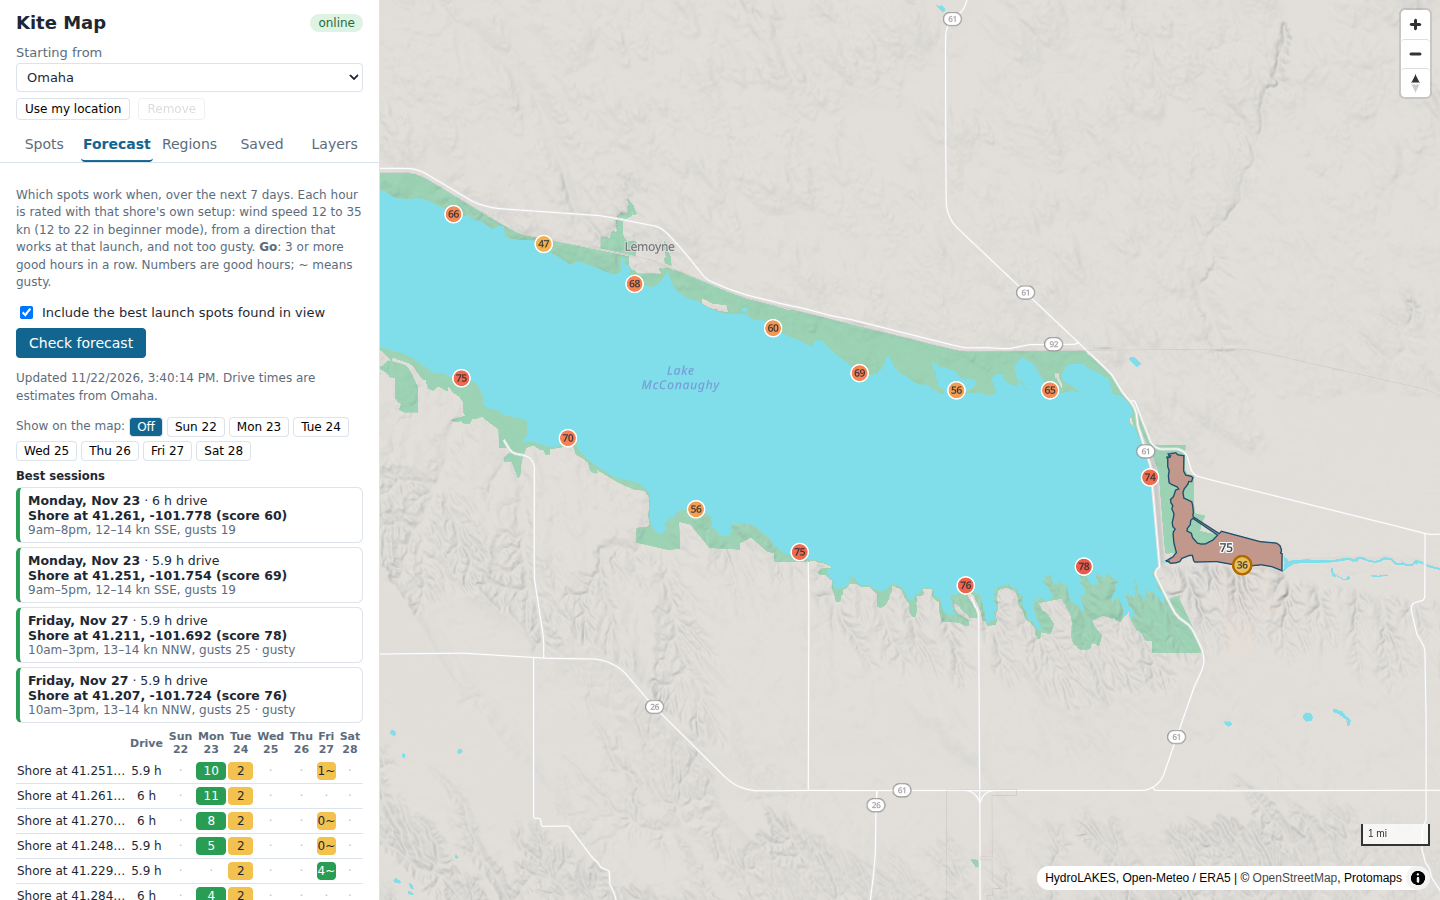 Kite Map
online
Starting from
Omaha
Use my location
Remove
Spots
Forecast
Regions
Saved
Layers
Which spots work when, over the next 7 days. Each hour
is rated with that shore's own setup: wind speed 12 to 35
kn (12 to 22 in beginner mode), from a direction that
works at that launch, and not too gusty. Go: 3 or more
good hours in a row. Numbers are good hours; ~ means
gusty.
Include the best launch spots found in view
Check forecast
Updated 11/22/2026, 3:40:14 PM. Drive times are
estimates from Omaha.
Show on the map: Off Sun 22 Mon 23 Tue 24
Wed 25 Thu 26 Fri 27 Sat 28
Best sessions
Monday, Nov 23 · 6 h drive
Shore at 41.261, -101.778 (score 60)
9am–8pm, 12–14 kn SSE, gusts 19
Monday, Nov 23 · 5.9 h drive
Shore at 41.251, -101.754 (score 69)
9am–5pm, 12–14 kn SSE, gusts 19
Friday, Nov 27 · 5.9 h drive
Shore at 41.211, -101.692 (score 78)
10am–3pm, 13–14 kn NNW, gusts 25 · gusty
Friday, Nov 27 · 5.9 h drive
Shore at 41.207, -101.724 (score 76)
10am–3pm, 13–14 kn NNW, gusts 25 · gusty
Drive Sun 22 Mon 23 Tue 24 Wed 25 Thu 26 Fri 27 Sat 28
Shore at 41.251... 5.9 h · 10 2 · · 1~ ·
Shore at 41.261... 6 h · 11 2 · · · ·
Shore at 41.270... 6 h · 8 2 · · 0~ ·
Shore at 41.248... 5.9 h · 5 2 · · 0~ ·
Shore at 41.229... 5.9 h · · 2 · · 4~ ·
Shore at 41.284... 6 h · 4 2 · · · ·
61
66
47
Lemoyne
68
61
60
92
69
56
65
75
Lake
McConaughy
70
61
74
56
75
75
36
76
78
26
61
61
26
1 mi
HydroLAKES, Open-Meteo / ERA5 | © OpenStreetMap, Protomaps